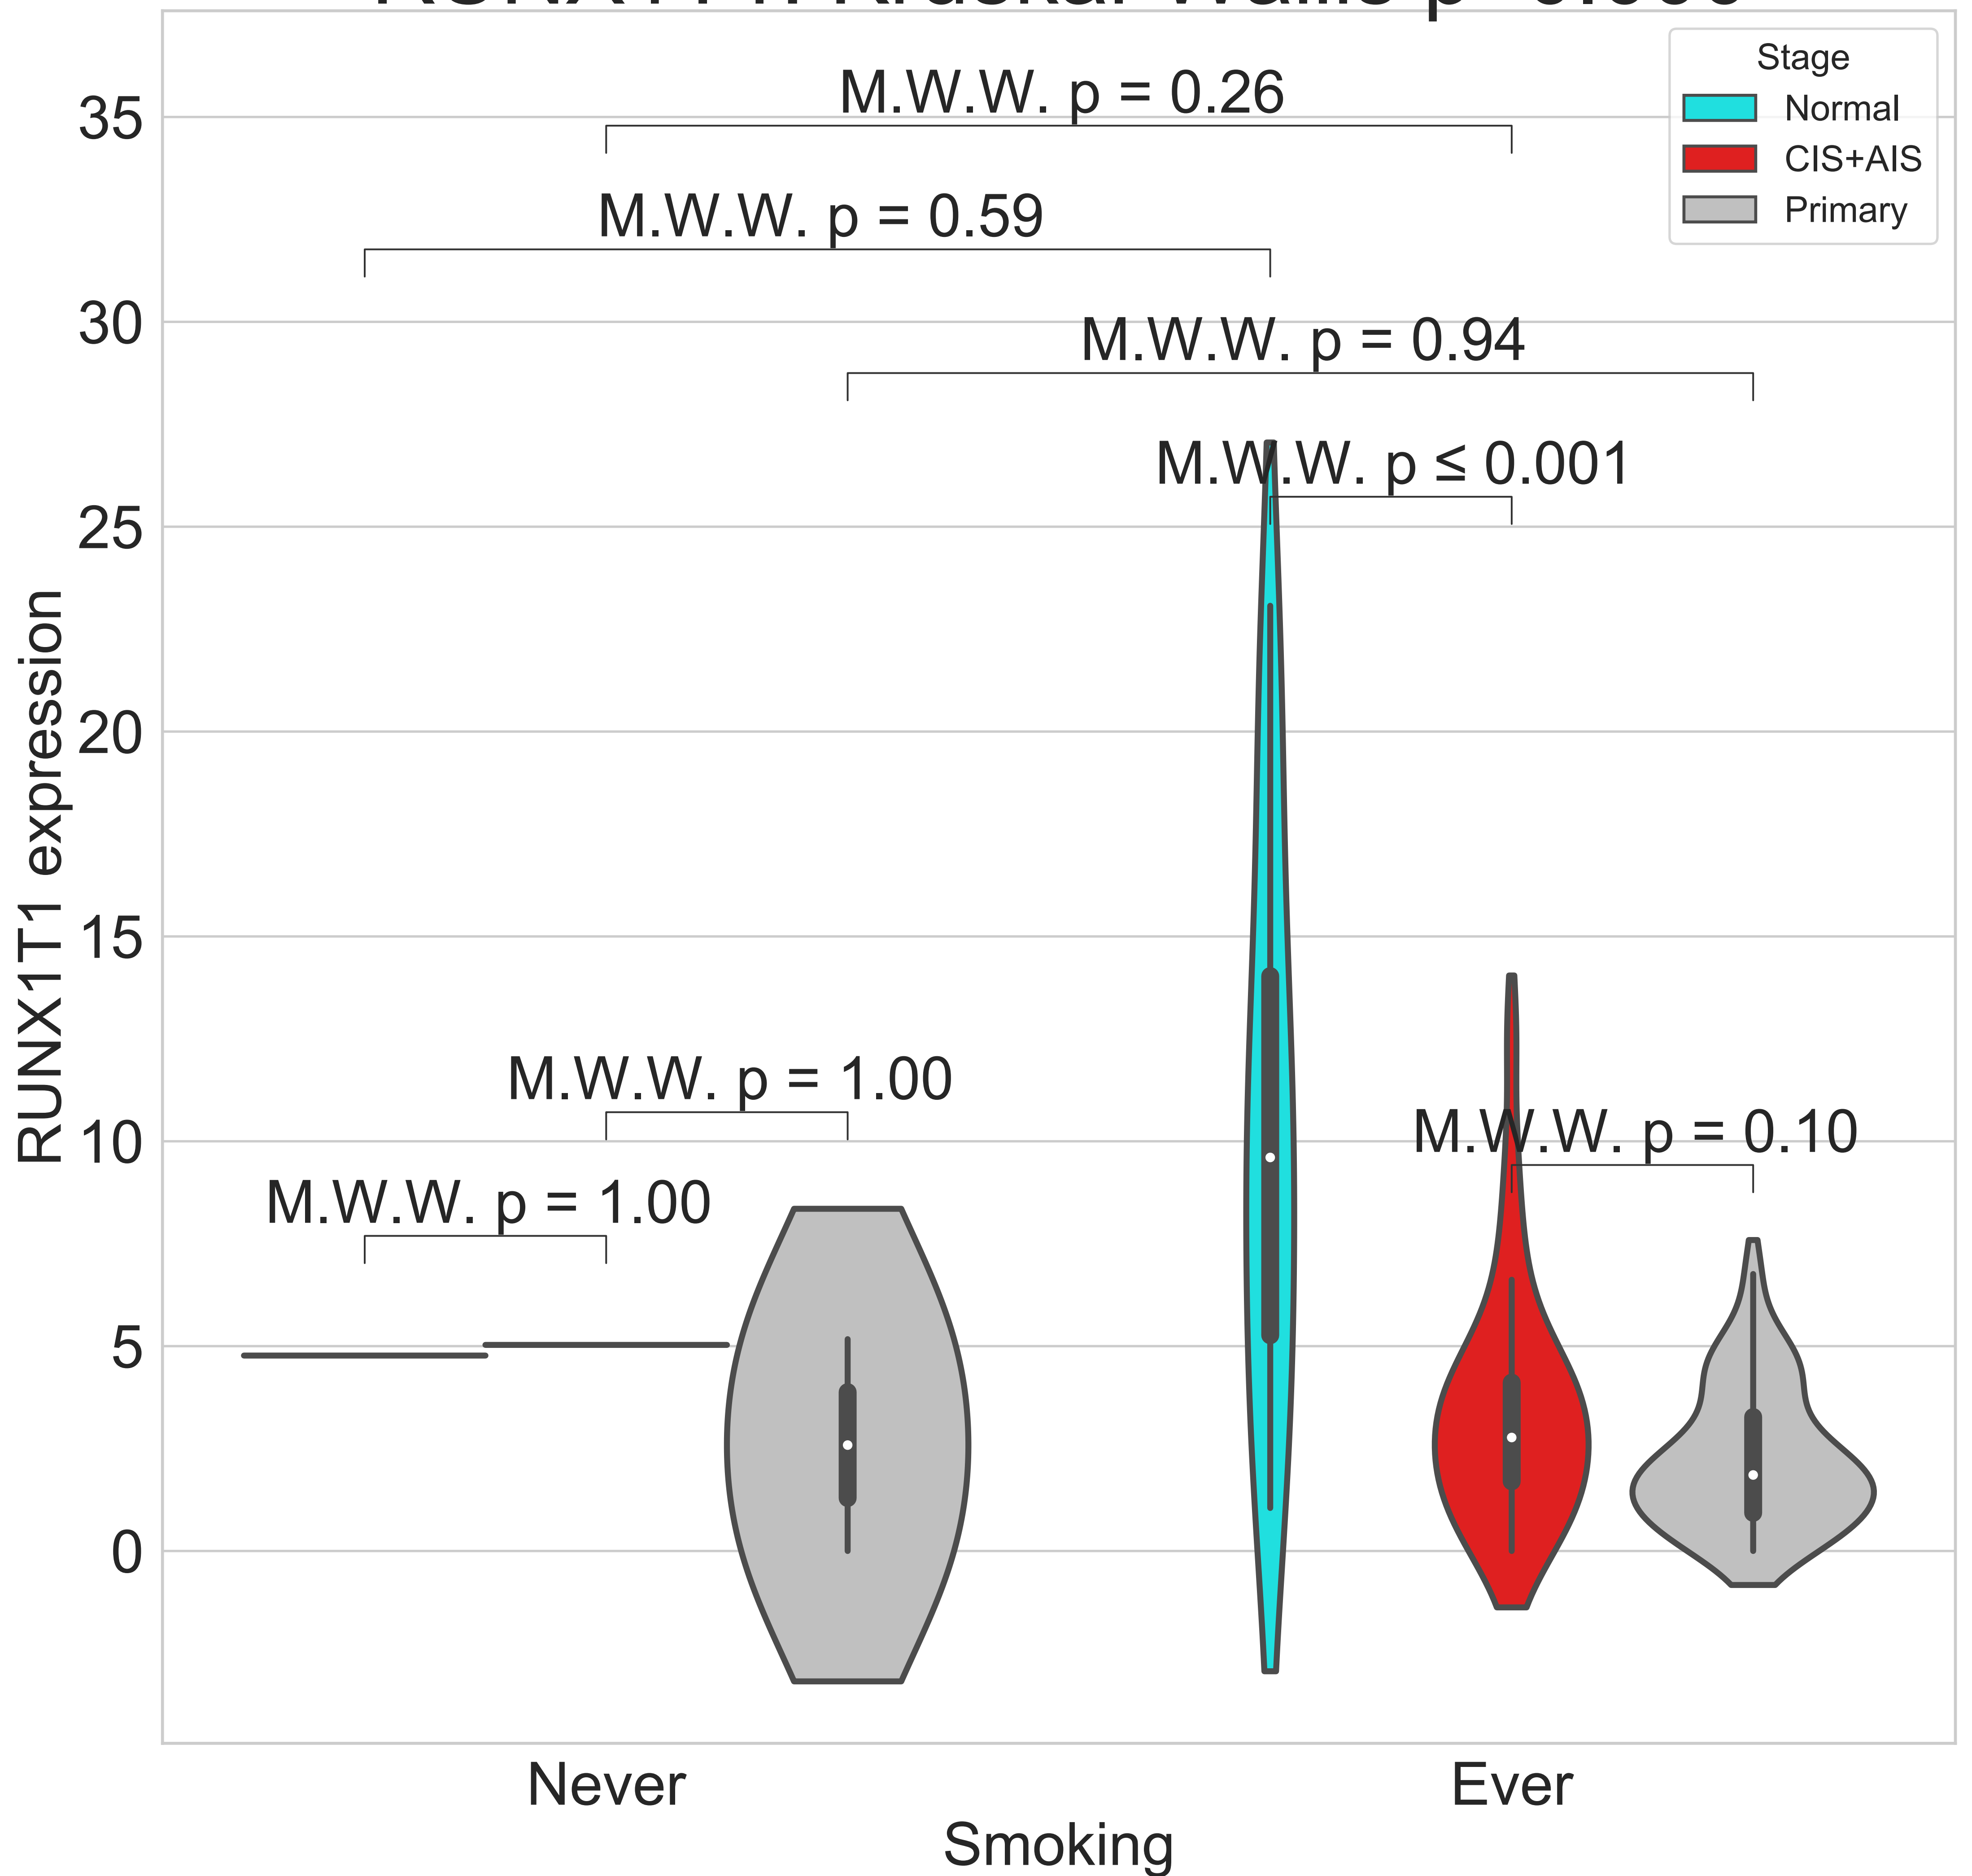 Stage
Normal
CIS+AIS
Primary
M.W.W. p = 0.26
M.W.W. p = 0.59
M.W.W. p = 0.94
M.W.W. p ≤ 0.001
M.W.W. p = 1.00
M.W.W. p = 0.10
M.W.W. p = 1.00
35
30
25
20
15
10
5
0
RUNX1T1 expression
Never
Ever
Smoking